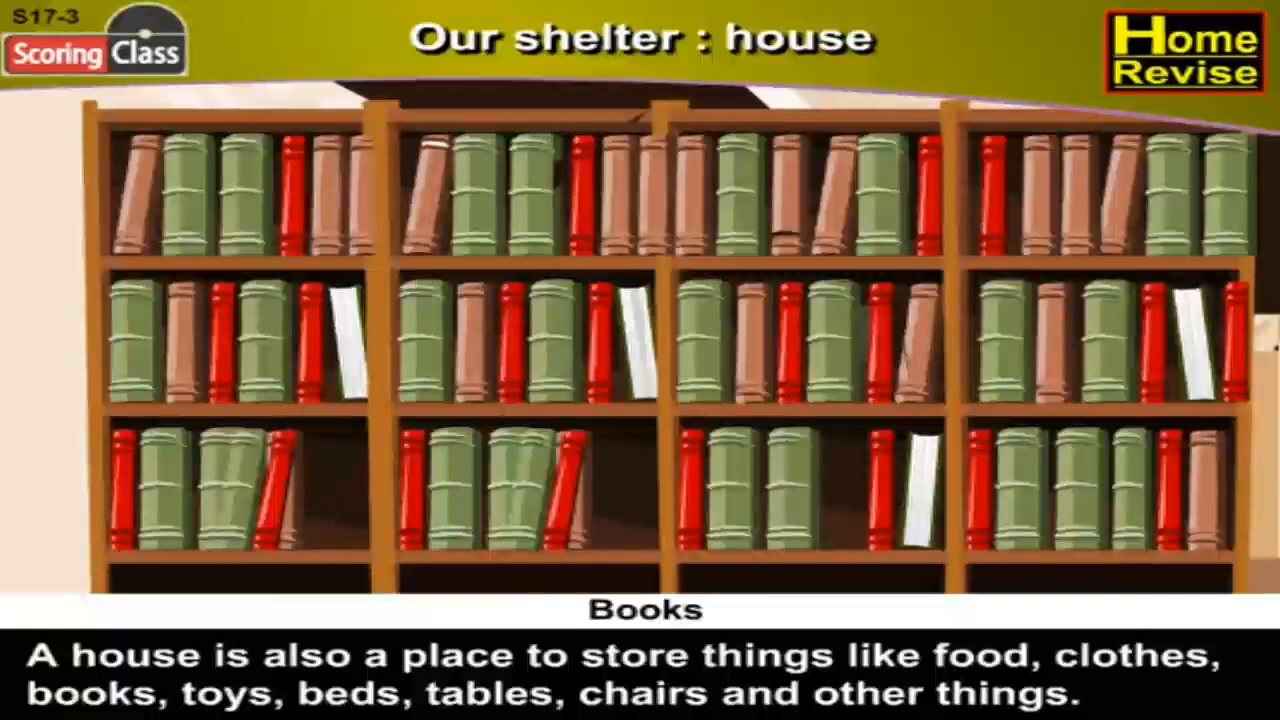 S17-3
Scoring Class
Our shelter : house
Home
Revise
Books
A house is also a place to store things like food, clothes,
books, toys, beds, tables, chairs and other things.